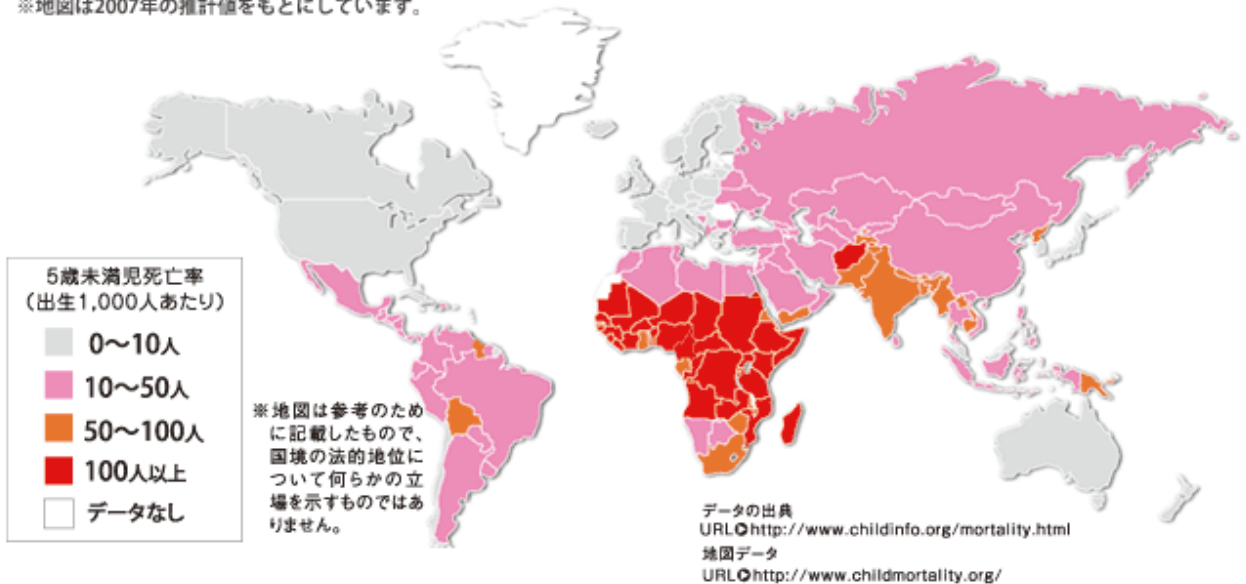 ※地図は2007年の推計値をもとにしています。
5歳未満児死亡率
(出生1,000人あたり)
0〜10人
10〜50人
50〜100人
100人以上
データなし
※地図は参考のため
に記載したもので、
国境の法的地位に
ついて何らかの立
場を示すものではあ
りません。
データの出典
URL➲http://www.childinfo.org/mortality.html
地図データ
URL➲http://www.childmortality.org/